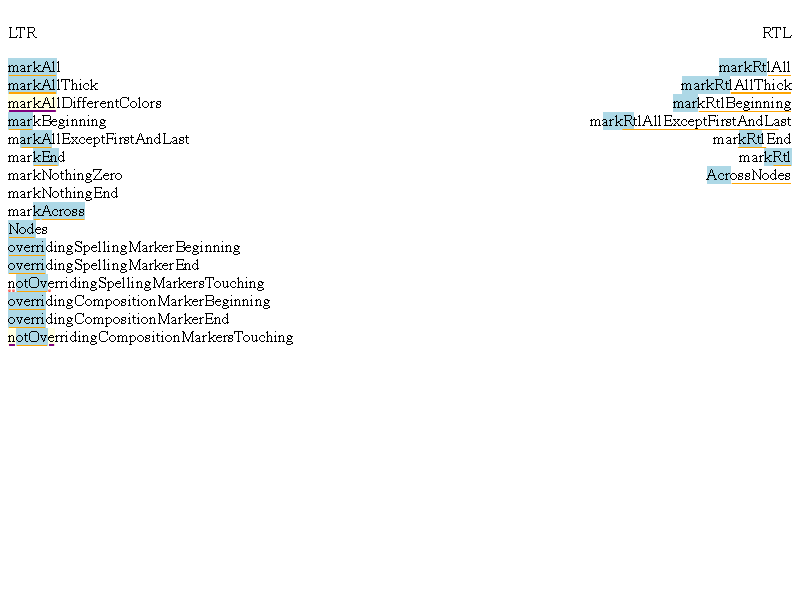 LTR
markAll
markAllThick
markAllDifferentColors
markBeginning
markAllExceptFirstAndLast
markEnd
markNothingZero
markNothingEnd
markAcross
Nodes
overridingSpellingMarkerBeginning
overridingSpellingMarkerEnd
notOverridingSpellingMarkersTouching
overridingCompositionMarkerBeginning
overridingCompositionMarkerEnd
notOverridingCompositionMarkersTouching
RTL
markRtlAll
markRtlAllThick
markRtlBeginning
markRtlAllExceptFirstAndLast
markRtlEnd
markRtl
AcrossNodes